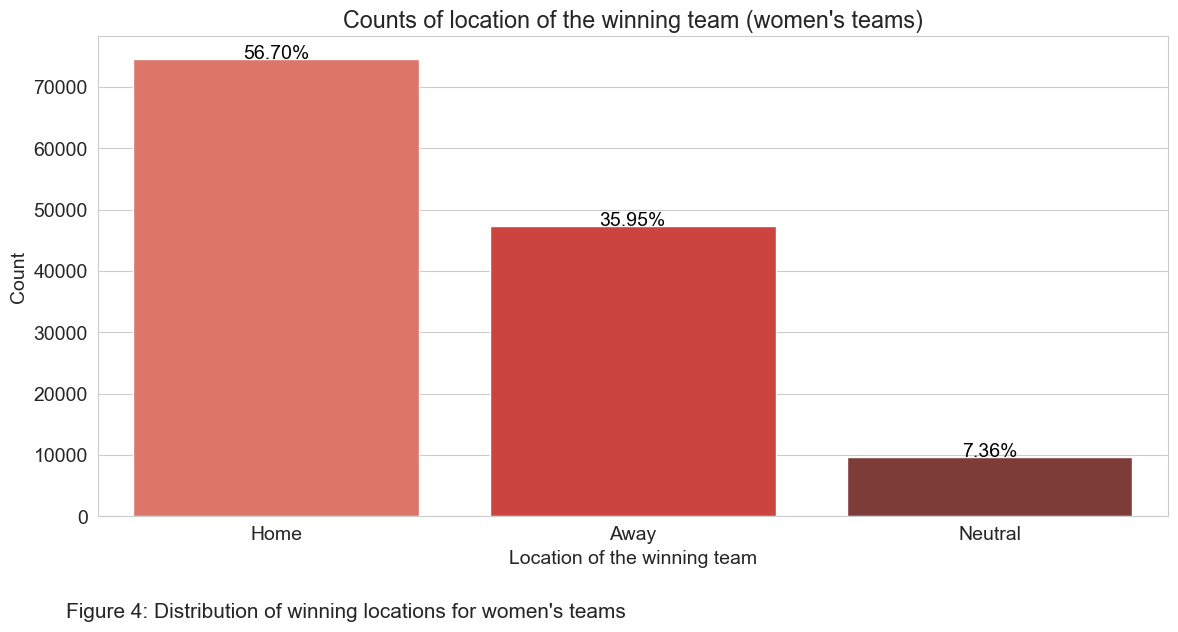 Counts of location of the winning team (women's teams)
56.70%
35.95%
7.36%
70000
60000
50000
40000
30000
20000
10000
0
Count
Home
Away
Neutral
Location of the winning team
Figure 4: Distribution of winning locations for women's teams